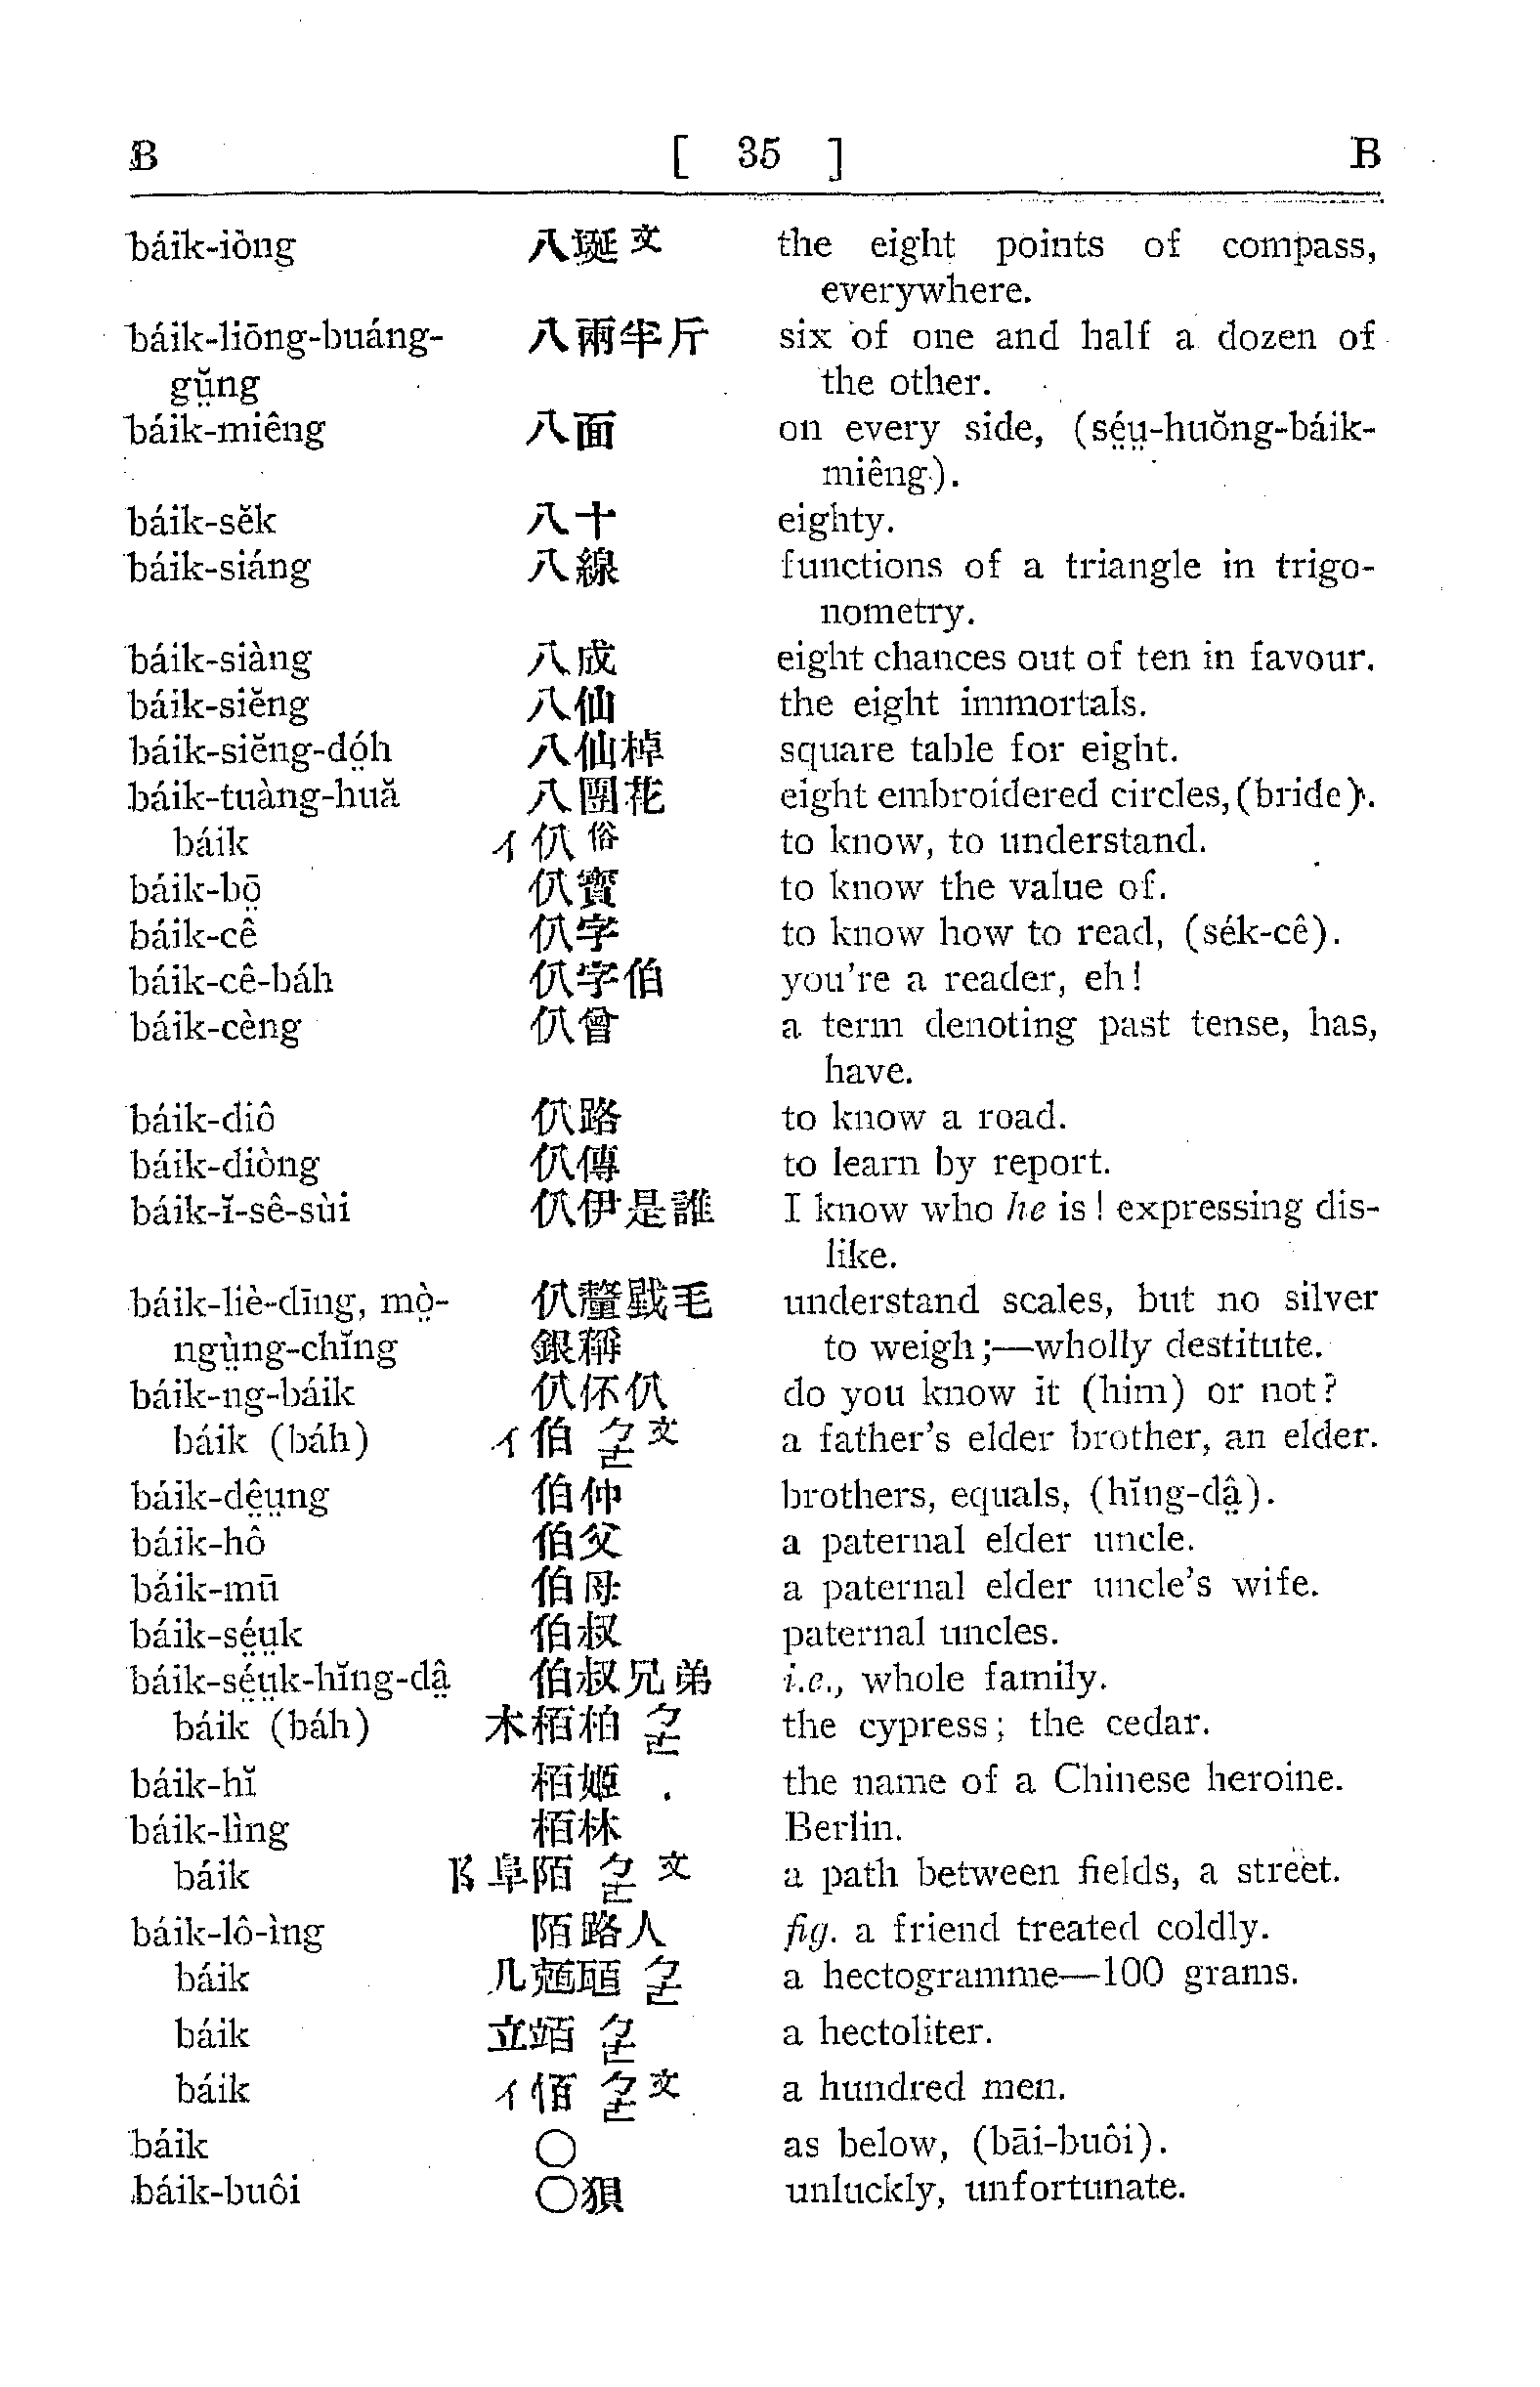 B [ 35 ] B
báik-iòng 八埏 文 the eight points of compass,
everywhere.
báik-liōng-buáng- 八兩半斤 six of one and half a dozen of
gṳ̆ng the other.
báik-miêng 八面 on every side, (sé̤ṳ-huŏng-báik-
miêng).
báik-sĕk 八十 eighty.
báik-siáng 八線 functions of a triangle in trigo-
nometry.
báik-siàng 八成 eight chances out of ten in favour.
báik-siĕng 八仙 the eight immortals.
báik-siĕng-dó̤h 八仙棹 square table for eight.
báik-tuàng-huă 八團花 eight embroidered circles, (bride).
báik 亻 仈 俗 to know, to understand.
báik-bō̤ 仈寶 to know the value of.
báik-cê 仈字 to know how to read, (sék-cê).
báik-cê-báh 仈字伯 you're a reader, eh!
báik-cèng 仈曾 a term denoting past tense, has,
have.
báik-diô 仈路 to know a road.
báik-diòng 仈傳 to learn by report.
báik-ĭ-sê-sùi 仈伊是誰 I know who he is! expressing dis-
like.
báik-liè-dīng, mò̤- 仈釐戥毛 understand scales, but no silver
ngṳ̀ng-chĭng 銀稱 to weigh;—wholly destitute.
báik-ng-báik 仈伓仈 do you know it (him) or not?
báik (báh) 亻 伯 ㄅㄜ 文 a father's elder brother, an elder.
báik-dê̤ṳng 伯仲 brothers, equals, (hĭng-dâ̤).
báik-hô 伯父 a paternal elder uncle.
báik-mū 伯母 a paternal elder uncle's wife.
báik-sé̤ṳk 伯叔 paternal uncles.
báik-sé̤ṳk-hĭng-dâ̤ 伯叔兄弟 i.e., whole family.
báik (báh) 木 栢柏 ㄅㄜ the cypress; the cedar.
báik-hĭ 栢姬 the name of a Chinese heroine.
báik-lìng 栢林 Berlin.
báik 阝 阜 陌 ㄅㄜ 文 a path between fields, a street.
báik-lô-ìng 陌路人 fig. a friend treated coldly.
báik 几 ㄅㄜ a hectogramme—100 grams.
báik 立 竡 ㄅㄜ a hectoliter.
báik 亻 佰 ㄅㄜ 文 a hundred men.
báik 〇 as below, (bāi-buôi).
báik-buôi 〇狽 unluckly, unfortunate.